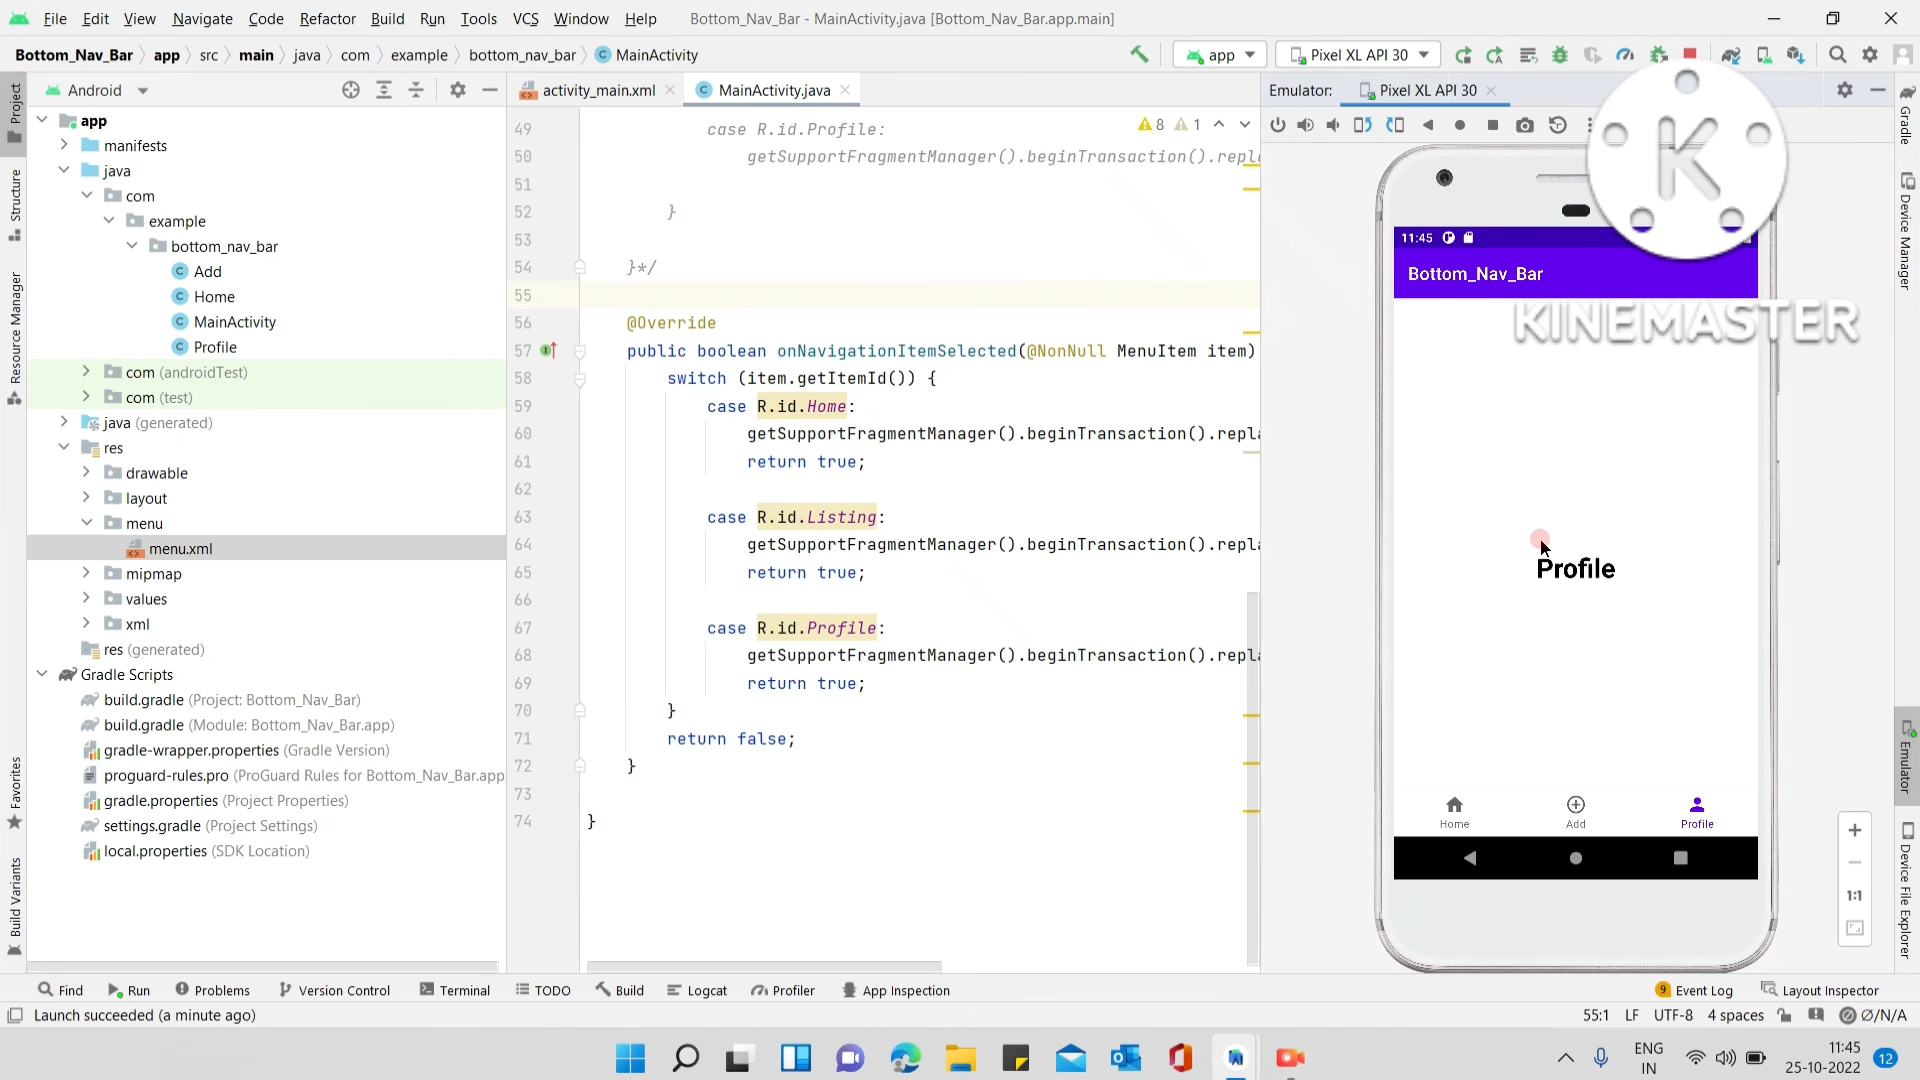 File Edit View Navigate Code Refactor Build Run Tools VCS Window Help Bottom_Nav_Bar - MainActivity.java [Bottom_Nav_Bar.app.main]
Bottom_Nav_Bar app src main java com example bottom_nav_bar MainActivity app Pixel XL API 30
Android activity_main.xml MainActivity.java Emulator: Pixel XL API 30
Project
Structure
Resource Manager
Favorites
Build Variants
app
manifests
java
com
example
bottom_nav_bar
Add
Home
MainActivity
Profile
com (androidTest)
com (test)
java (generated)
res
drawable
layout
menu
menu.xml
mipmap
values
xml
res (generated)
Gradle Scripts
build.gradle (Project: Bottom_Nav_Bar)
build.gradle (Module: Bottom_Nav_Bar.app)
gradle-wrapper.properties (Gradle Version)
proguard-rules.pro (ProGuard Rules for Bottom_Nav_Bar.app
gradle.properties (Project Properties)
settings.gradle (Project Settings)
local.properties (SDK Location)
8 1
49 case R.id.Profile:
50 getSupportFragmentManager().beginTransaction().repl
51
52 }
53
54 }*/
55
56 @Override
57 public boolean onNavigationItemSelected(@NonNull MenuItem item)
58 switch (item.getItemId()) {
59 case R.id.Home:
60 getSupportFragmentManager().beginTransaction().repl
61 return true;
62
63 case R.id.Listing:
64 getSupportFragmentManager().beginTransaction().repl
65 return true;
66
67 case R.id.Profile:
68 getSupportFragmentManager().beginTransaction().repl
69 return true;
70 }
71 return false;
72 }
73
74 }
K
KINEMASTER
11:45
Bottom_Nav_Bar
Profile
Home Add Profile
1:1
Gradle
Device Manager
Emulator
Device File Explorer
Find Run Problems Version Control Terminal TODO Build Logcat Profiler App Inspection 9 Event Log Layout Inspector
Launch succeeded (a minute ago) 55:1 LF UTF-8 4 spaces Ø/N/A
ENG
IN
11:45
25-10-2022
12